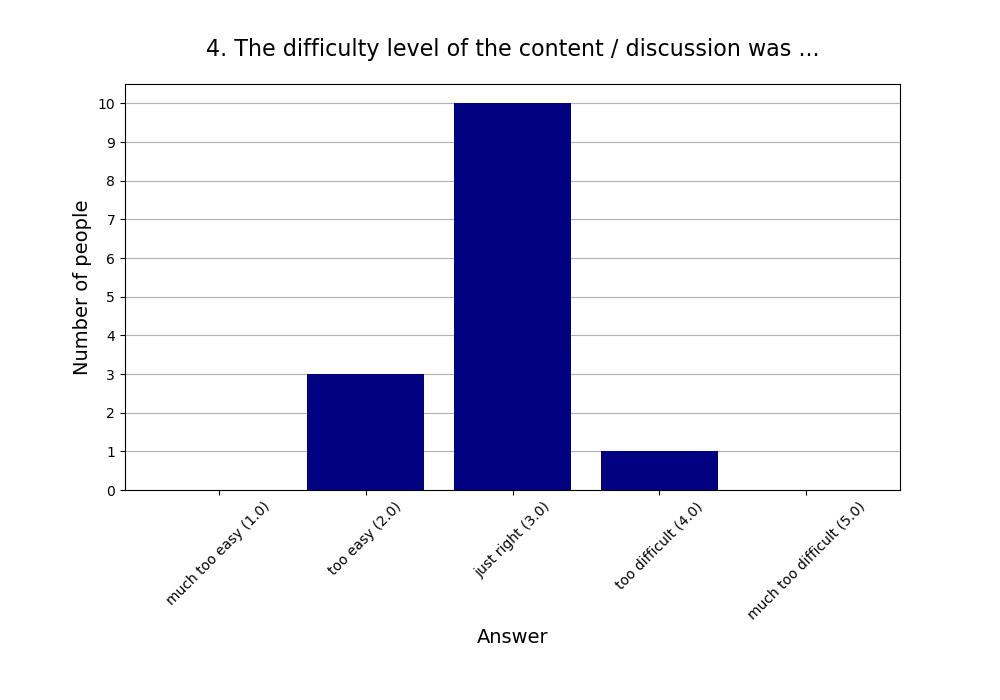 4. The difficulty level of the content / discussion was ...
Number of people
10
9
8
7
6
5
4
3
2
1
0
much too easy (1.0)
too easy (2.0)
just right (3.0)
too difficult (4.0)
much too difficult (5.0)
Answer